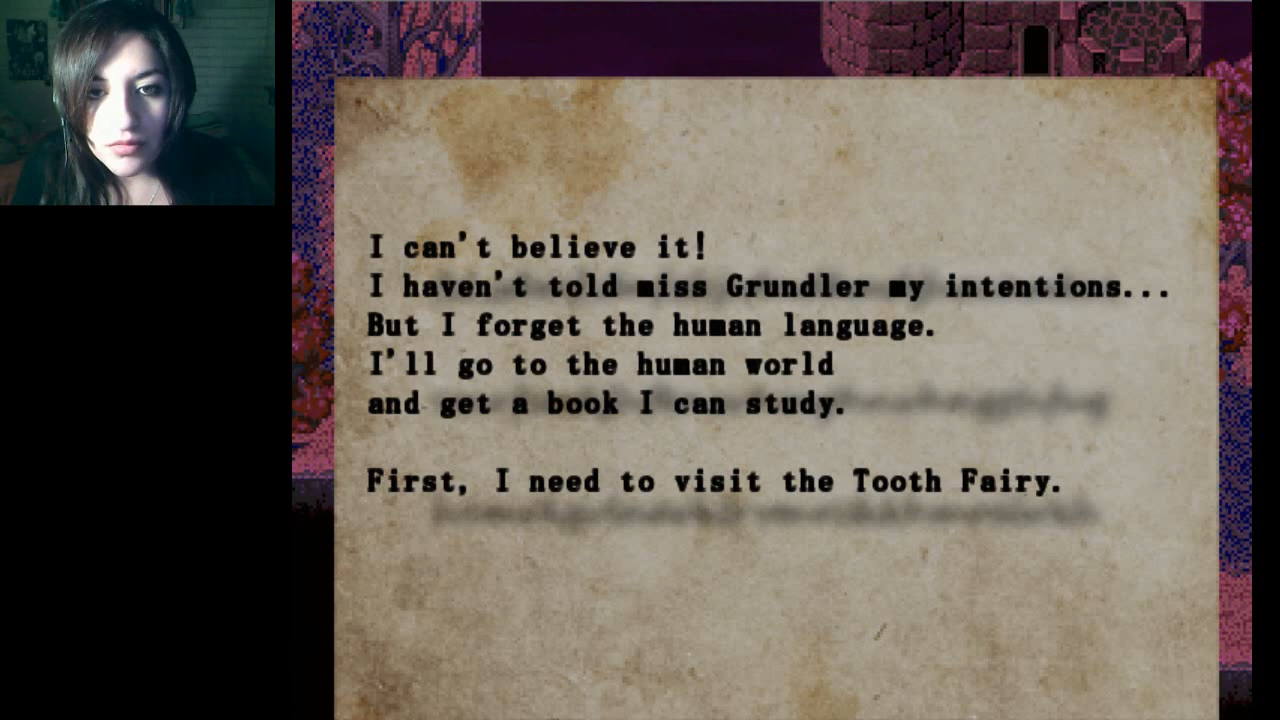 I can't believe it!
I haven't told miss Grundler my intentions...
But I forget the human language.
I'll go to the human world
and get a book I can study.
First, I need to visit the Tooth Fairy.